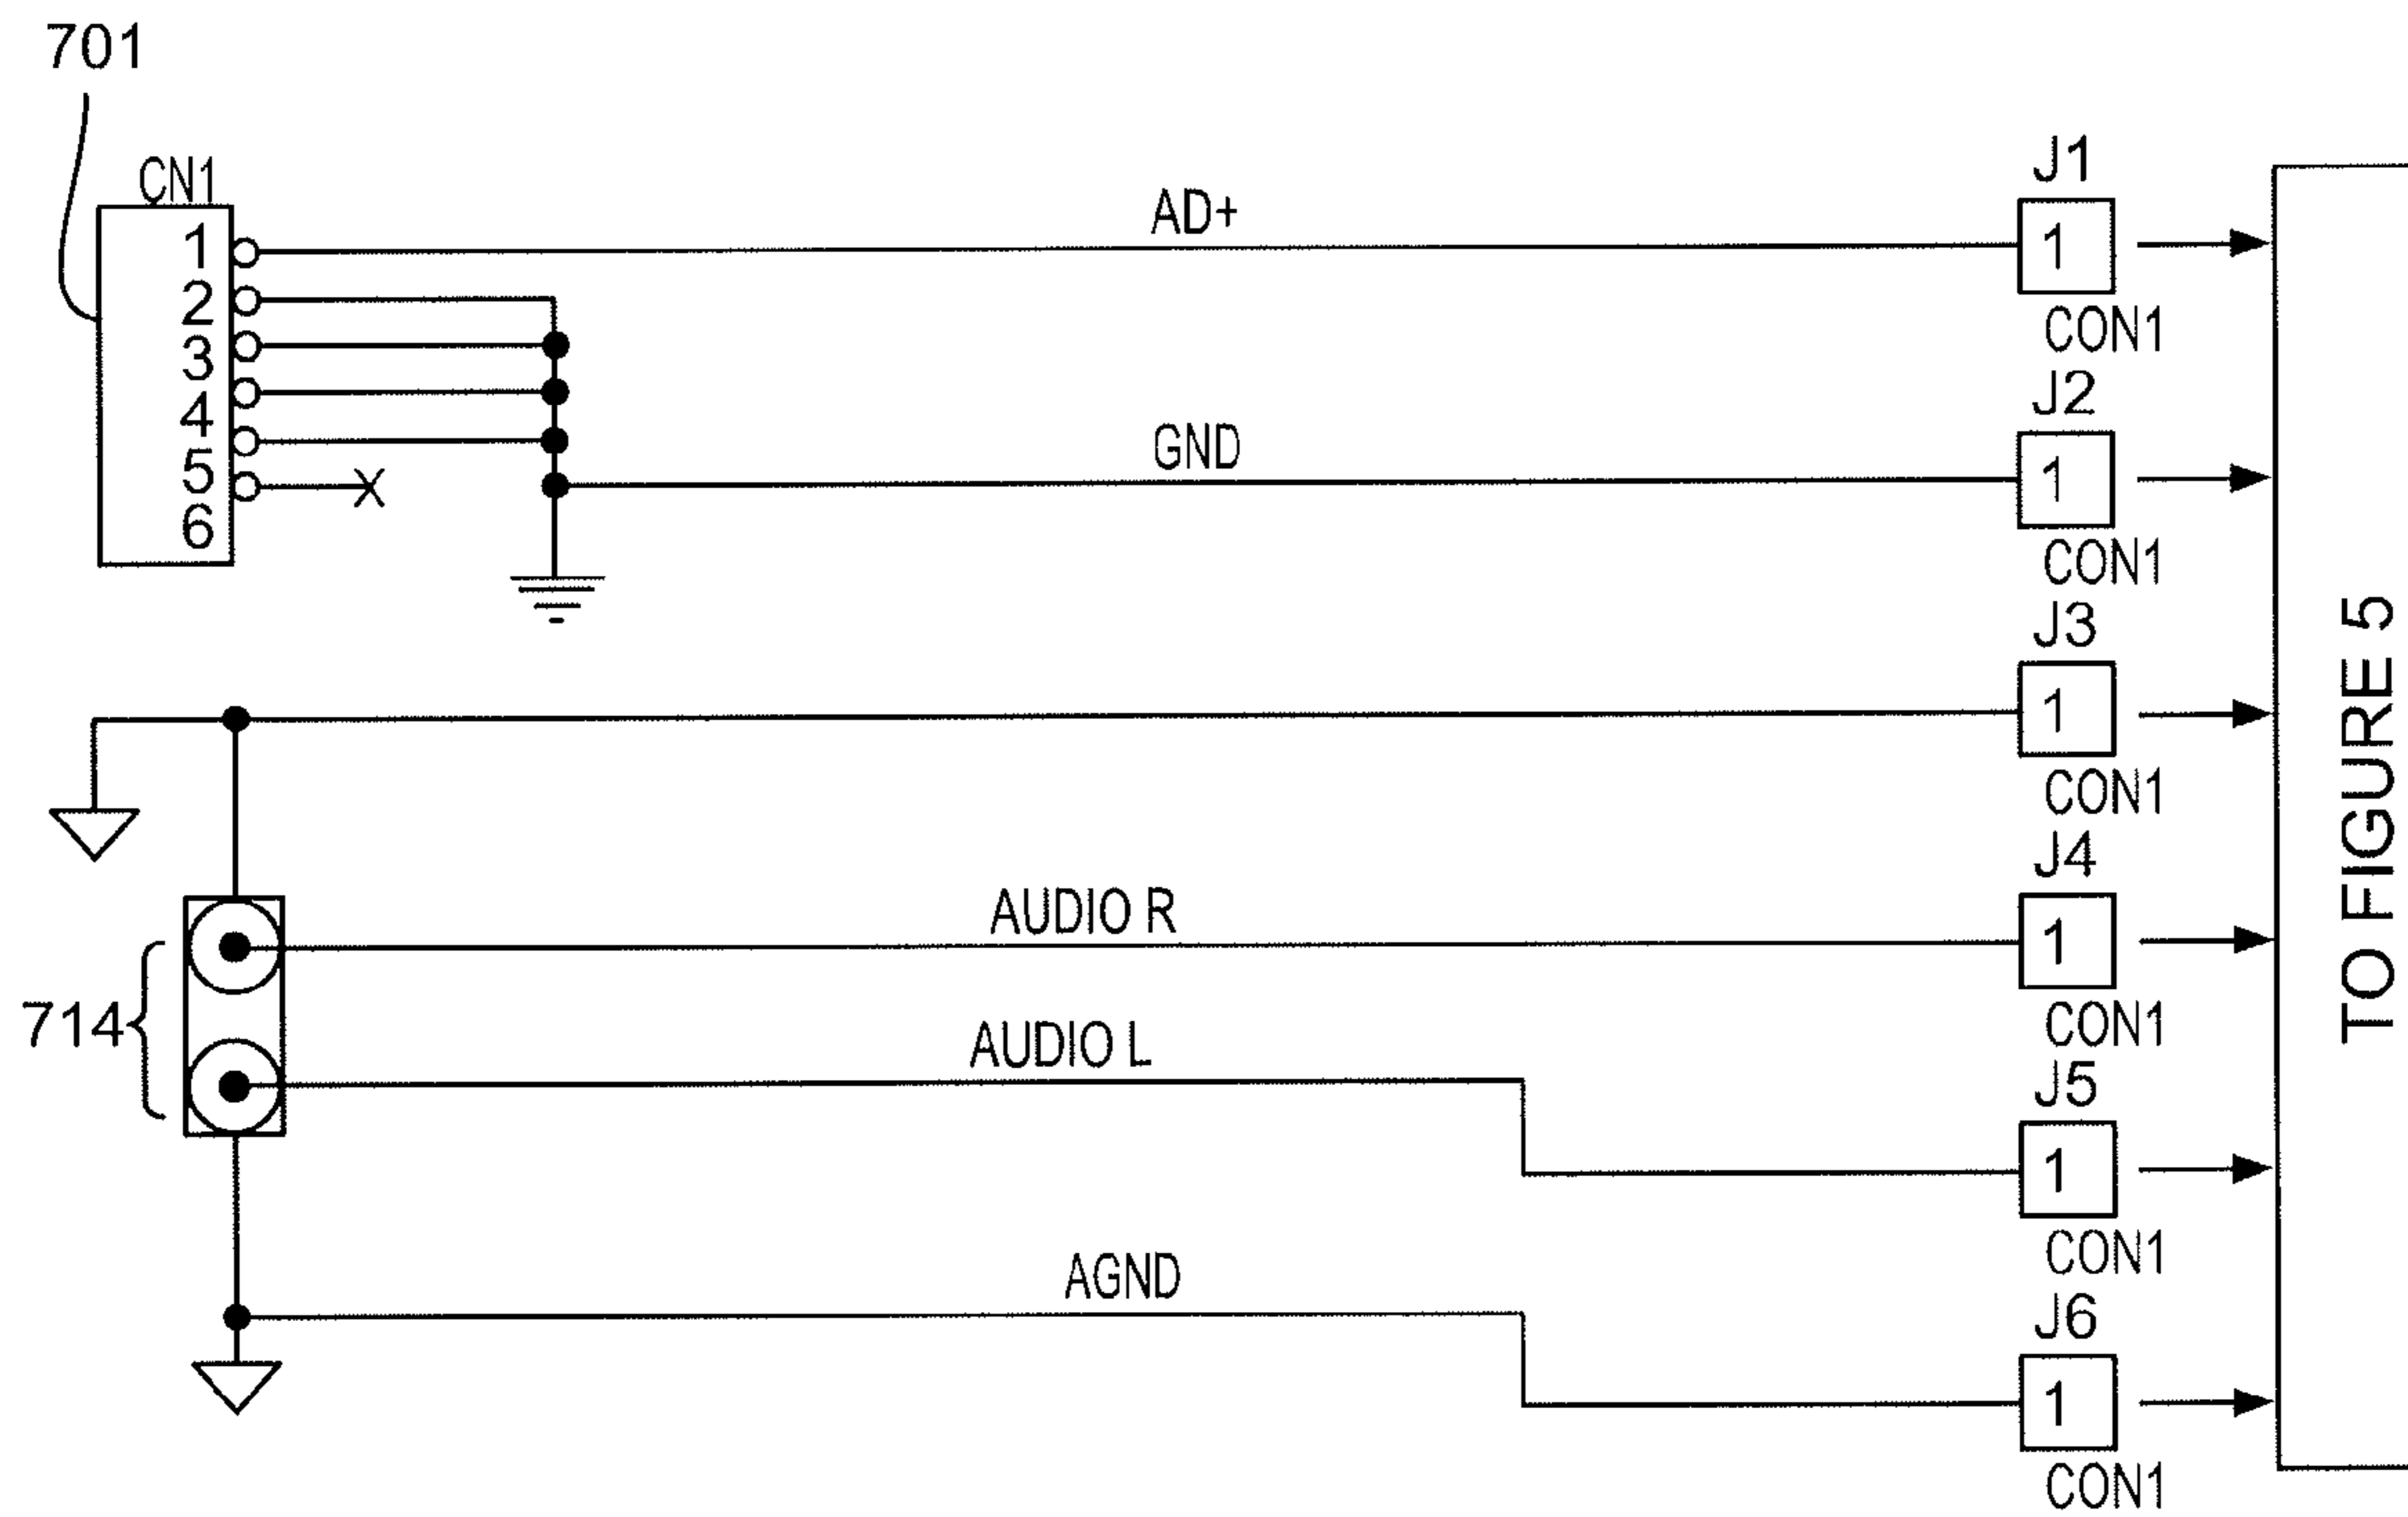 701
CN1
1
2
3
4
5
6
AD+
J1
1
CON1
GND
J2
1
CON1
J3
1
CON1
714
AUDIO R
J4
1
CON1
AUDIO L
J5
1
CON1
AGND
J6
1
CON1
X
TO FIGURE 5